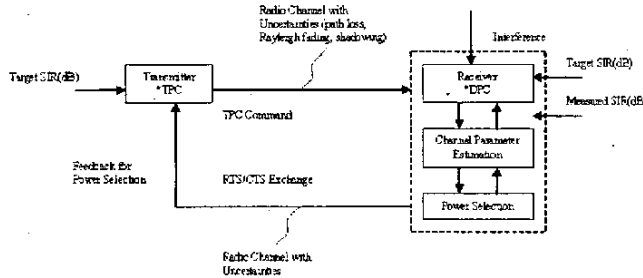 Radio Channel with
Uncertainties (path loss,
Rayleigh fading, shadowing)
Interference
Target SIR(dB)
Transmitter
*TPC
Receiver
*DPC
Target SIR(dB)
Measured SIR(dB)
TPC Command
Channel Parameter
Estimation
Feedback for
Power Selection
RTS/CTS Exchange
Power Selection
Radio Channel with
Uncertainties